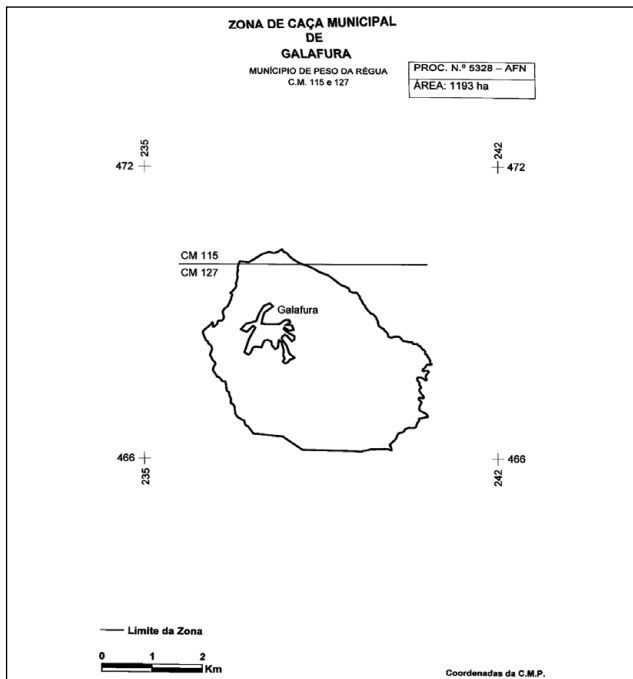 ZONA DE CAÇA MUNICIPAL
DE
GALAFURA
MUNÍCIPIO DE PESO DA RÉGUA
C.M. 115 e 127
PROC. N.º 5328 – AFN
ÁREA: 1193 ha
235
472
242
472
CM 115
CM 127
Galafura
466
235
466
242
Limite da Zona
0 1 2
Km
Coordenadas da C.M.P.